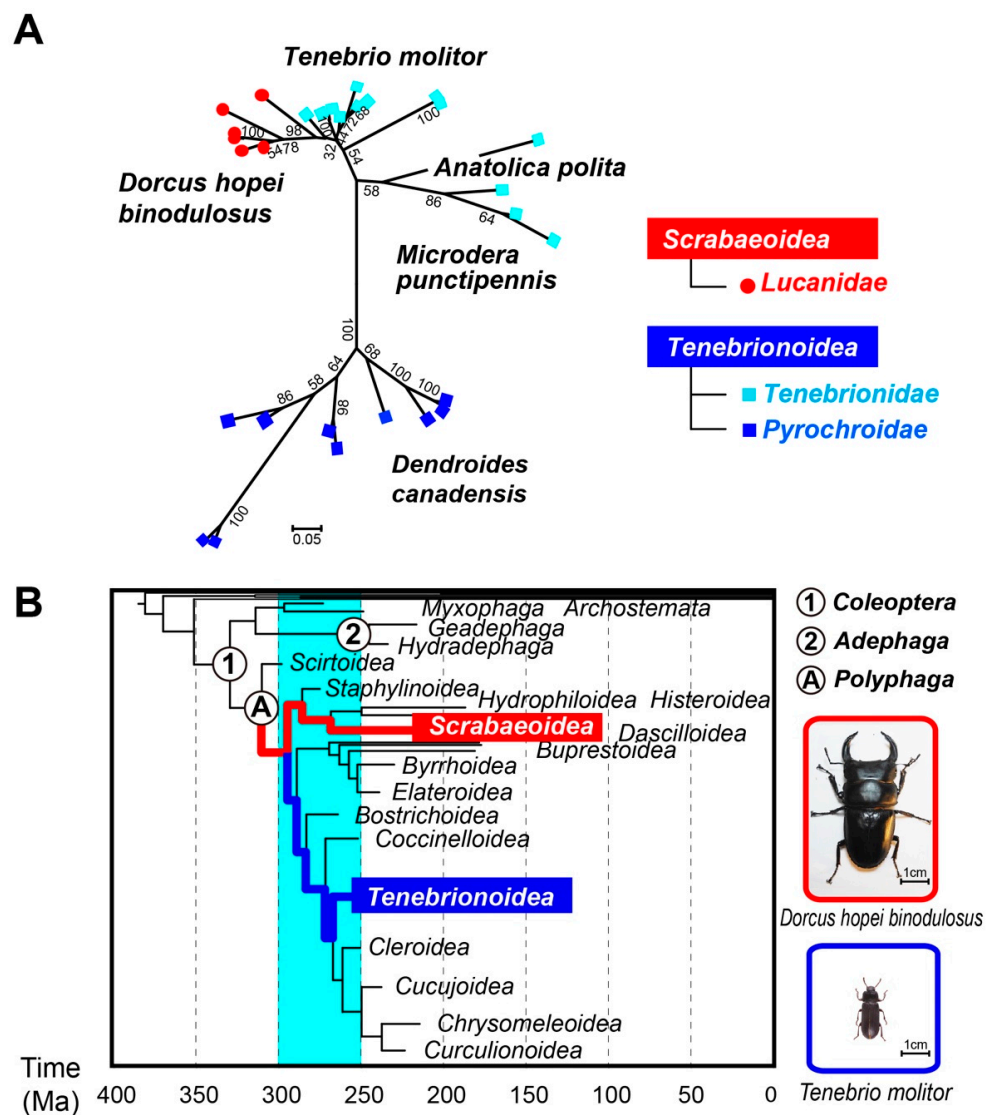 A
Tenebrio molitor
100
98
54
78
32
100
44
72
68
54
100
Dorcus hopei
binodulosus
Anatolica polita
58
86
64
Microdera
punctipennis
Scrabaeoidea
Lucanidae
Tenebrionoidea
Tenebrionidae
Pyrochroidae
100
68
64
58
86
98
100
100
Dendroides
canadensis
100
0.05
B
1 Coleoptera
2 Adephaga
A Polyphaga
Myxophaga Archostemata
Geadephaga
2
Hydradephaga
1
Scirtoidea
A
Staphylinoidea
Hydrophiloidea Histeroidea
Scrabaeoidea
Dascilloidea
Buprestoidea
Byrrhoidea
Elateroidea
Bostrichoidea
Coccinelloidea
Tenebrionoidea
Cleroidea
Cucujoidea
Chrysomeleoidea
Curculionoidea
1cm
Dorcus hopei binodulosus
1cm
Tenebrio molitor
Time
(Ma)
400 350 300 250 200 150 100 50 0